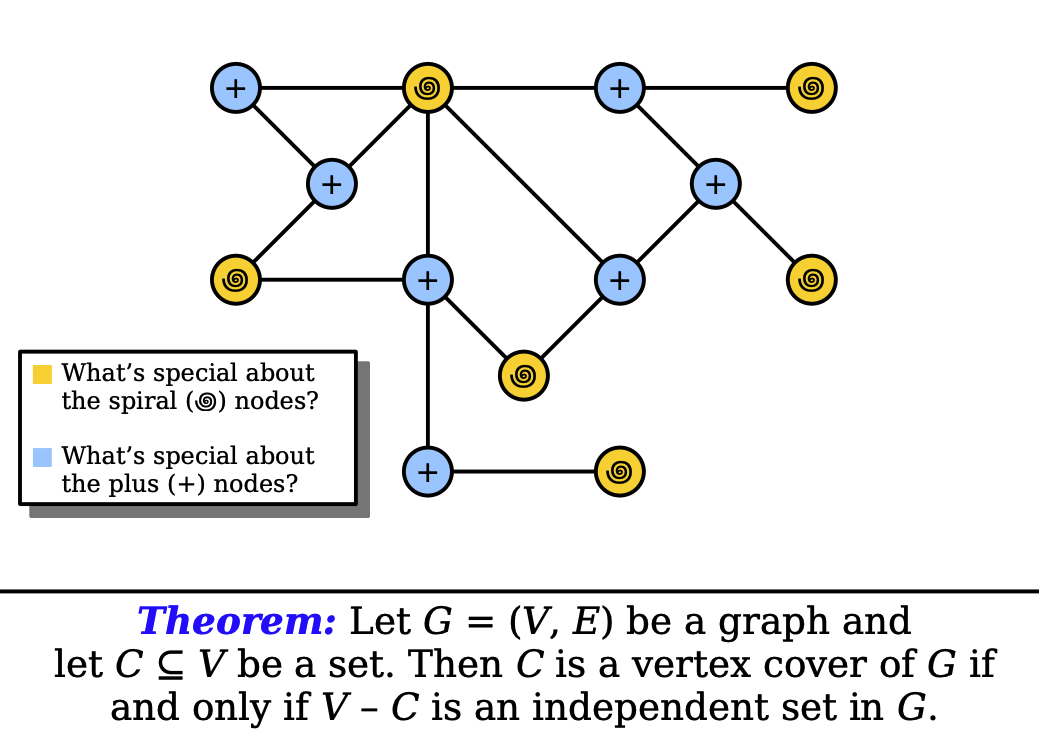 + +
+ +
+ +
What’s special about
the spiral (꩜) nodes?
What’s special about
the plus (+) nodes?
+
Theorem: Let G = (V, E) be a graph and
let C ⊆ V be a set. Then C is a vertex cover of G if
and only if V – C is an independent set in G.